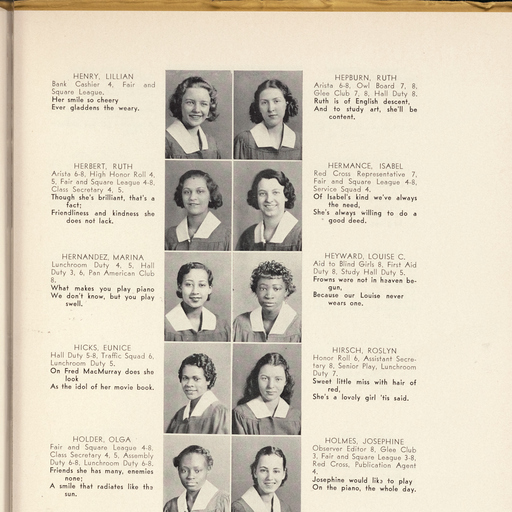 HENRY, LILLIAN
Bank Cashier 4, Fair and
Square League.
Her smile so cheery
Ever gladdens the weary.
HERBERT, RUTH
Arista 6-8, High Honor Roll 4,
5, Fair and Square League 4-8,
Class Secretary 4, 5.
Though she's brilliant, that's a
fact;
Friendliness and kindness she
does not lack.
HERNANDEZ, MARINA
Lunchroom Duty 4, 5, Hall
Duty 3, 6, Pan American Club
8.
What makes you play piano
We don't know, but you play
swell.
HICKS, EUNICE
Hall Duty 5-8, Traffic Squad 6,
Lunchroom Duty 5.
On Fred MacMurray does she
look
As the idol of her movie book.
HOLDER, OLGA
Fair and Square League 4-8,
Class Secretary 4, 5, Assembly
Duty 6-8, Lunchroom Duty 6-8.
Friends she has many, enemies
none;
A smile that radiates like the
sun.
HEPBURN, RUTH
Arista 6-8, Owl Board 7, 8,
Glee Club 7, 8, Hall Duty 8.
Ruth is of English descent,
And to study art, she'll be
content.
HERMANCE, ISABEL
Red Cross Representative 7,
Fair and Square League 4-8,
Service Squad 4.
Of Isabel's kind we've always
the need,
She's always willing to do a
good deed.
HEYWARD, LOUISE C.
Aid to Blind Girls 8, First Aid
Duty 8, Study Hall Duty 5.
Frowns were not in heaven be-
gun,
Because our Louise never
wears one.
HIRSCH, ROSLYN
Honor Roll 6, Assistant Secre-
tary 8, Senior Play, Lunchroom
Duty 7.
Sweet little miss with hair of
red,
She's a lovely girl 'tis said.
HOLMES, JOSEPHINE
Observer Editor 8, Glee Club
3, Fair and Square League 3-8,
Red Cross, Publication Agent
4.
Josephine would like to play
On the piano, the whole day.